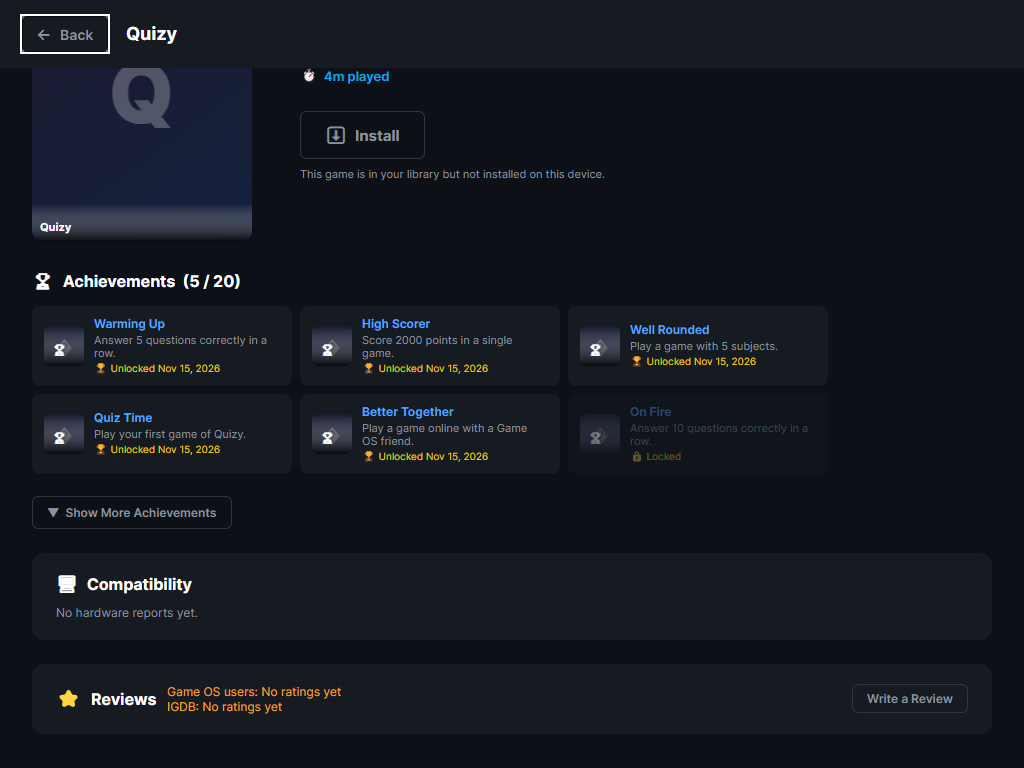 Back
Quizy
Q
4m played
Install
This game is in your library but not installed on this device.
Quizy
Achievements (5 / 20)
Warming Up
Answer 5 questions correctly in a
row.
Unlocked Nov 15, 2026
High Scorer
Score 2000 points in a single
game.
Unlocked Nov 15, 2026
Well Rounded
Play a game with 5 subjects.
Unlocked Nov 15, 2026
Quiz Time
Play your first game of Quizy.
Unlocked Nov 15, 2026
Better Together
Play a game online with a Game
OS friend.
Unlocked Nov 15, 2026
On Fire
Answer 10 questions correctly in a
row.
Locked
Show More Achievements
Compatibility
No hardware reports yet.
Reviews
Game OS users: No ratings yet
IGDB: No ratings yet
Write a Review